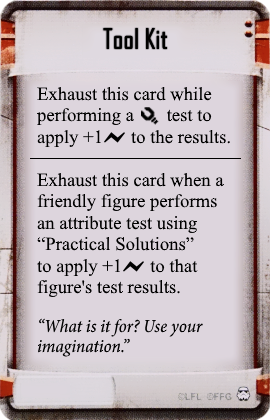 Tool Kit
Exhaust this card while
performing a test to
apply +1 to the results.
Exhaust this card when a
friendly figure performs
an attribute test using
“Practical Solutions”
to apply +1 to that
figure's test results.
“What is it for? Use your
imagination.”
©LFL ©FFG